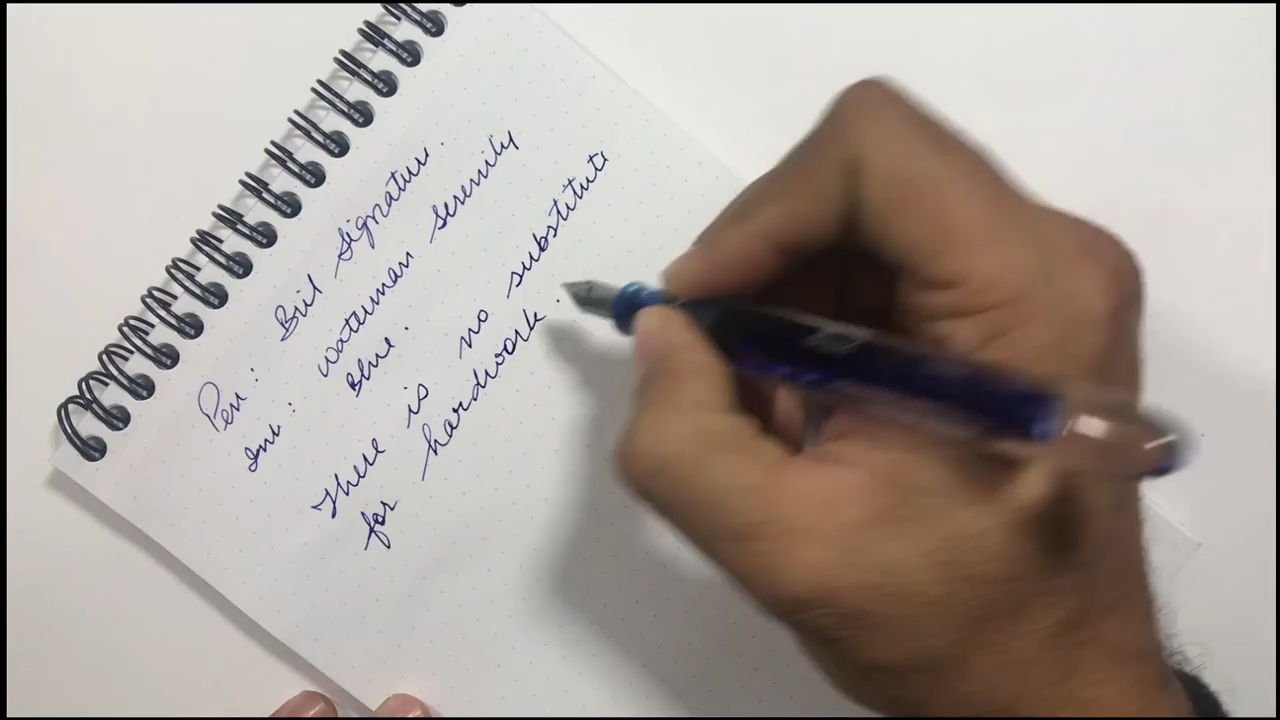 Pen: Bril Signature.
Ink: Waterman Serenity
Blue.
There is no substitute
for hardwork.